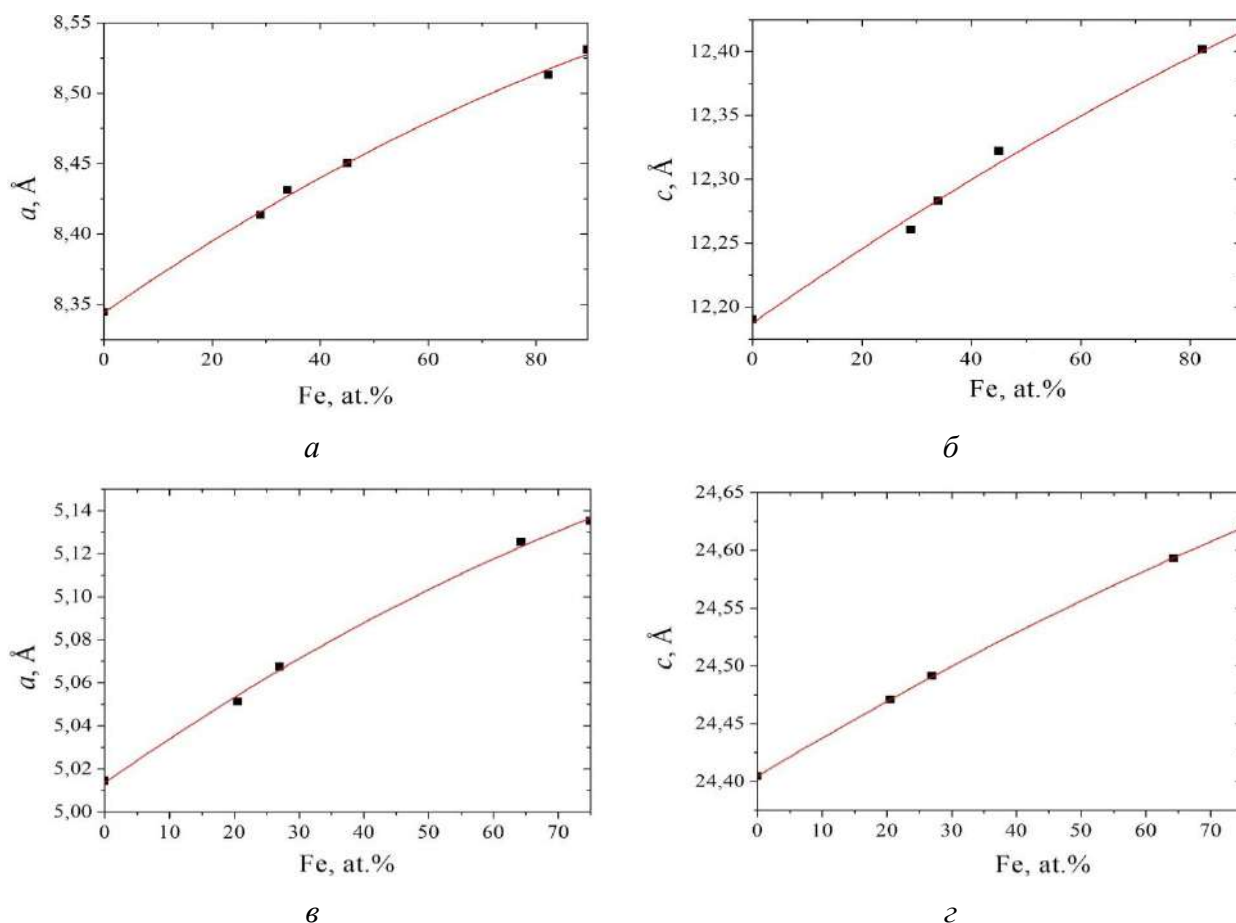 8,55
8,50
8,45
8,40
8,35
a, Å
0 20 40 60 80
Fe, at.%
а
12,40
12,35
12,30
12,25
12,20
c, Å
0 20 40 60 80
Fe, at.%
б
5,14
5,12
5,10
5,08
5,06
5,04
5,02
5,00
a, Å
0 10 20 30 40 50 60 70
Fe, at.%
в
24,65
24,60
24,55
24,50
24,45
24,40
c, Å
0 10 20 30 40 50 60 70
Fe, at.%
г